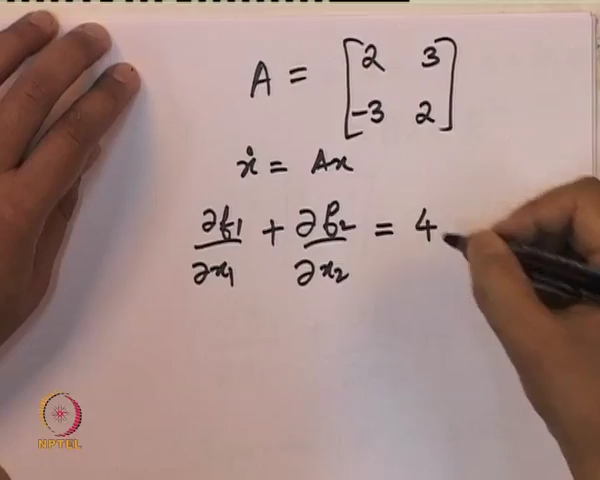 A = [2 3
-3 2]
ẋ = Ax
∂f1/∂x1 + ∂f2/∂x2 = 4
NPTEL